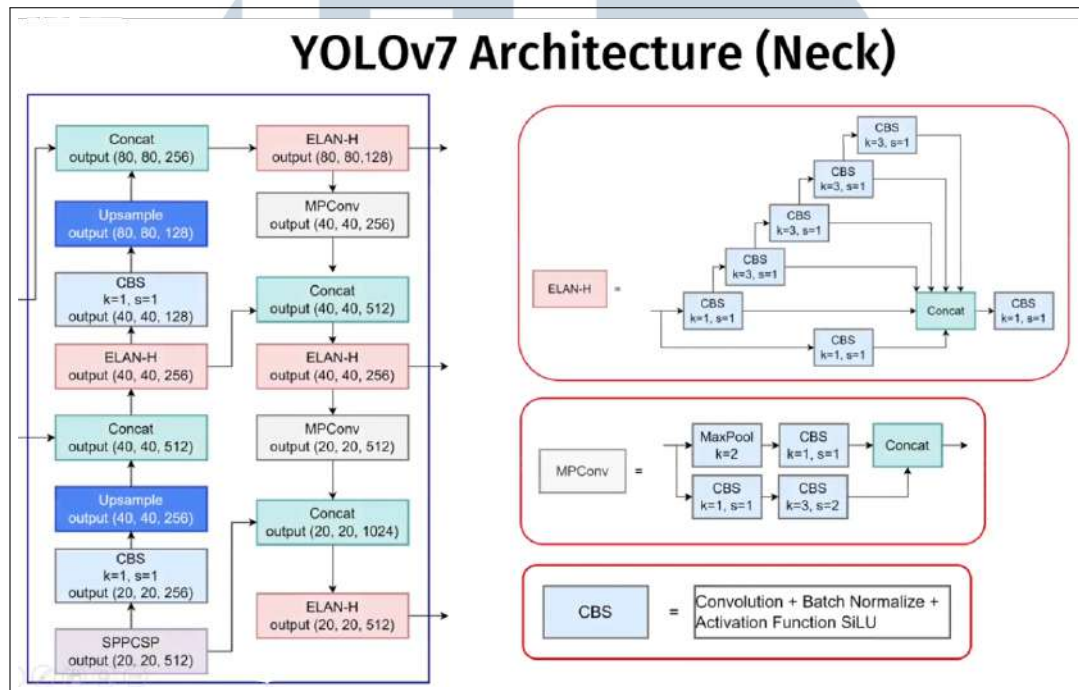 YOLOv7 Architecture (Neck)
Concat
output (80, 80, 256)
Upsample
output (80, 80, 128)
CBS
k=1, s=1
output (40, 40, 128)
ELAN-H
output (40, 40, 256)
Concat
output (40, 40, 512)
Upsample
output (40, 40, 256)
CBS
k=1, s=1
output (20, 20, 256)
SPPCSP
output (20, 20, 512)
ELAN-H
output (80, 80,128)
MPConv
output (40, 40, 256)
Concat
output (40, 40, 512)
ELAN-H
output (40, 40, 256)
MPConv
output (20, 20, 512)
Concat
output (20, 20, 1024)
ELAN-H
output (20, 20, 512)
ELAN-H
=
CBS
k=3, s=1
CBS
k=3, s=1
CBS
k=3, s=1
CBS
k=3, s=1
CBS
k=1, s=1
CBS
k=1, s=1
Concat
CBS
k=1, s=1
MPConv
=
MaxPool
k=2
CBS
k=1, s=1
Concat
CBS
k=1, s=1
CBS
k=3, s=2
CBS
=
Convolution + Batch Normalize +
Activation Function SiLU